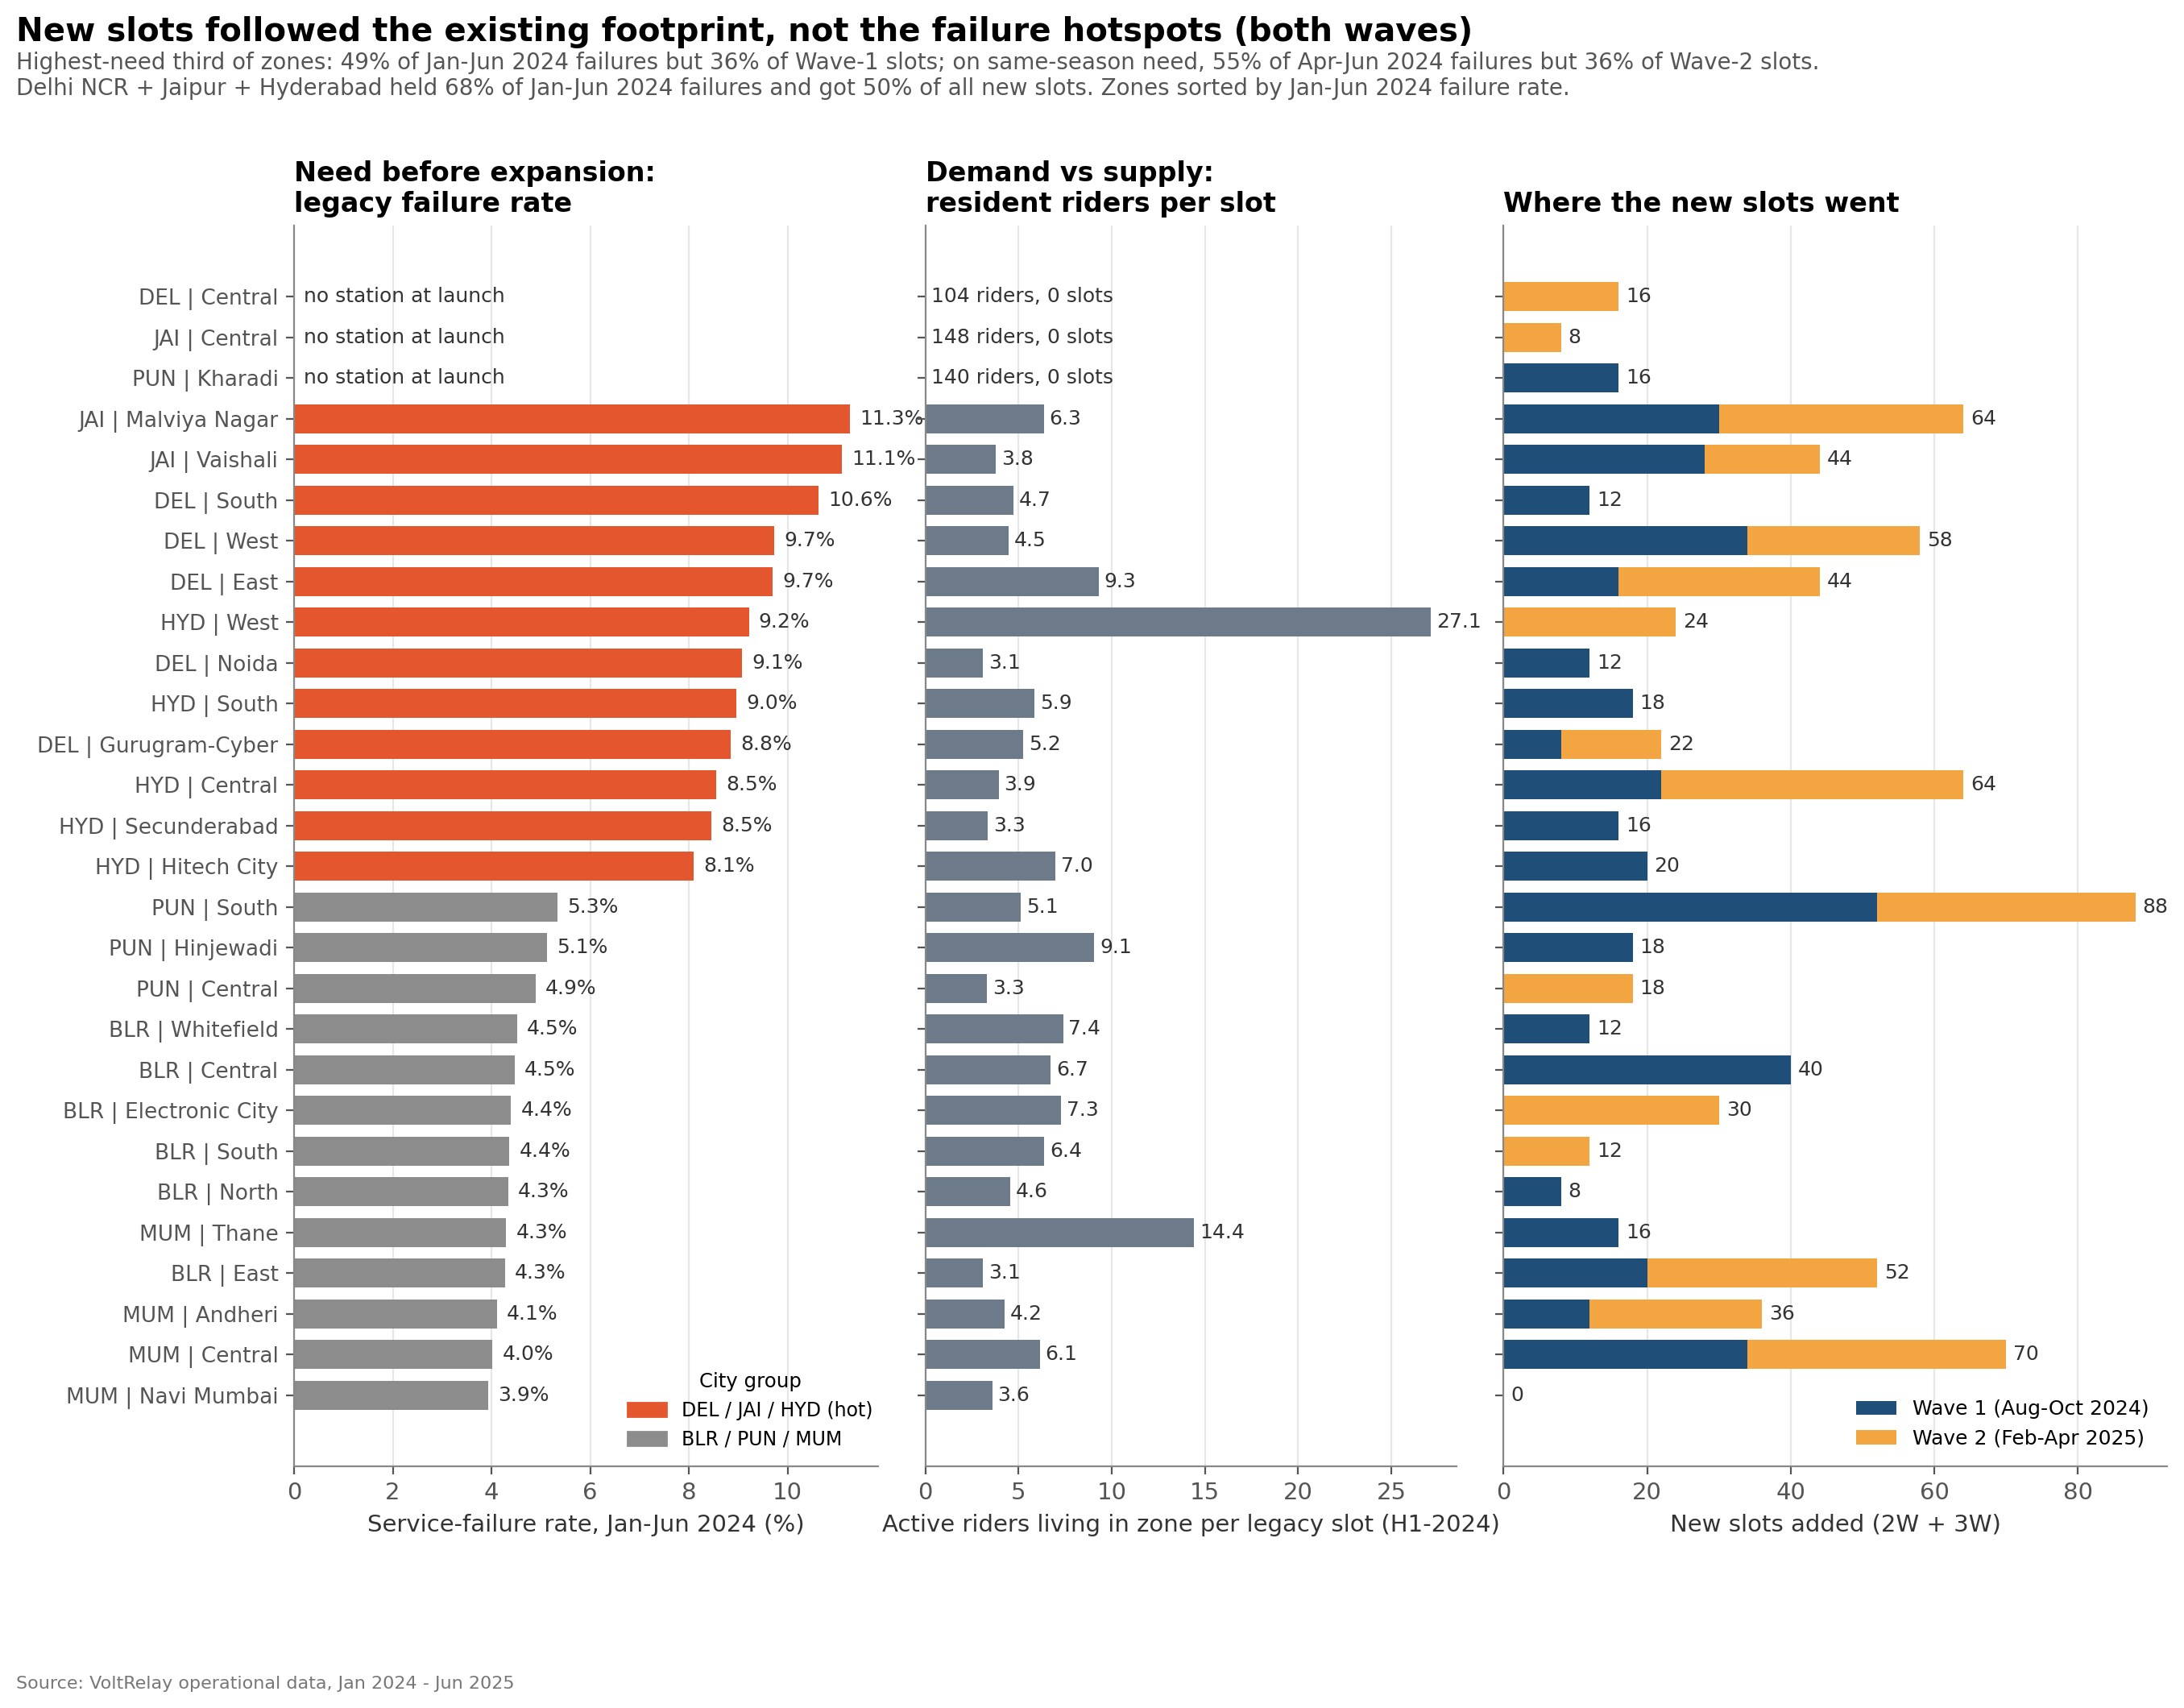 New slots followed the existing footprint, not the failure hotspots (both waves)
Highest-need third of zones: 49% of Jan-Jun 2024 failures but 36% of Wave-1 slots; on same-season need, 55% of Apr-Jun 2024 failures but 36% of Wave-2 slots.
Delhi NCR + Jaipur + Hyderabad held 68% of Jan-Jun 2024 failures and got 50% of all new slots. Zones sorted by Jan-Jun 2024 failure rate.
Need before expansion:
legacy failure rate
Demand vs supply:
resident riders per slot
Where the new slots went
DEL | Central no station at launch 104 riders, 0 slots 16
JAI | Central no station at launch 148 riders, 0 slots 8
PUN | Kharadi no station at launch 140 riders, 0 slots 16
JAI | Malviya Nagar 11.3% 6.3 64
JAI | Vaishali 11.1% 3.8 44
DEL | South 10.6% 4.7 12
DEL | West 9.7% 4.5 58
DEL | East 9.7% 9.3 44
HYD | West 9.2% 27.1 24
DEL | Noida 9.1% 3.1 12
HYD | South 9.0% 5.9 18
DEL | Gurugram-Cyber 8.8% 5.2 22
HYD | Central 8.5% 3.9 64
HYD | Secunderabad 8.5% 3.3 16
HYD | Hitech City 8.1% 7.0 20
PUN | South 5.3% 5.1 88
PUN | Hinjewadi 5.1% 9.1 18
PUN | Central 4.9% 3.3 18
BLR | Whitefield 4.5% 7.4 12
BLR | Central 4.5% 6.7 40
BLR | Electronic City 4.4% 7.3 30
BLR | South 4.4% 6.4 12
BLR | North 4.3% 4.6 8
MUM | Thane 4.3% 14.4 16
BLR | East 4.3% 3.1 52
MUM | Andheri 4.1% 4.2 36
MUM | Central 4.0% 6.1 70
MUM | Navi Mumbai 3.9% 3.6 0
City group
DEL / JAI / HYD (hot)
BLR / PUN / MUM
Wave 1 (Aug-Oct 2024)
Wave 2 (Feb-Apr 2025)
0 2 4 6 8 10
0 5 10 15 20 25
0 20 40 60 80
Service-failure rate, Jan-Jun 2024 (%)
Active riders living in zone per legacy slot (H1-2024)
New slots added (2W + 3W)
Source: VoltRelay operational data, Jan 2024 - Jun 2025